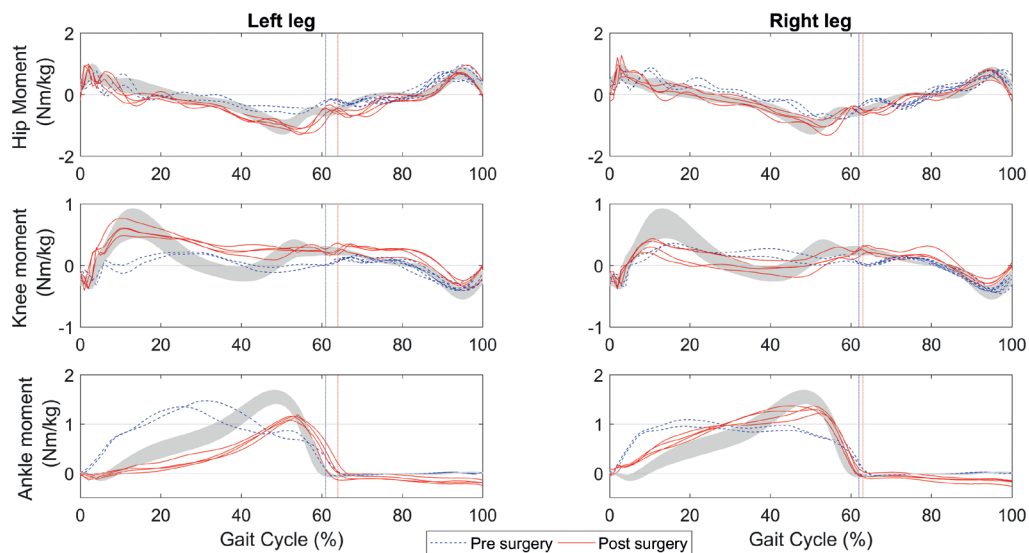 Left leg
Right leg
Hip Moment
(Nm/kg)
2
0
-2
0 20 40 60 80 100
2
0
-2
0 20 40 60 80 100
Knee moment
(Nm/kg)
1
0
-1
0 20 40 60 80 100
1
0
-1
0 20 40 60 80 100
Ankle moment
(Nm/kg)
2
1
0
0 20 40 60 80 100
2
1
0
0 20 40 60 80 100
Gait Cycle (%)
Pre surgery Post surgery
Gait Cycle (%)